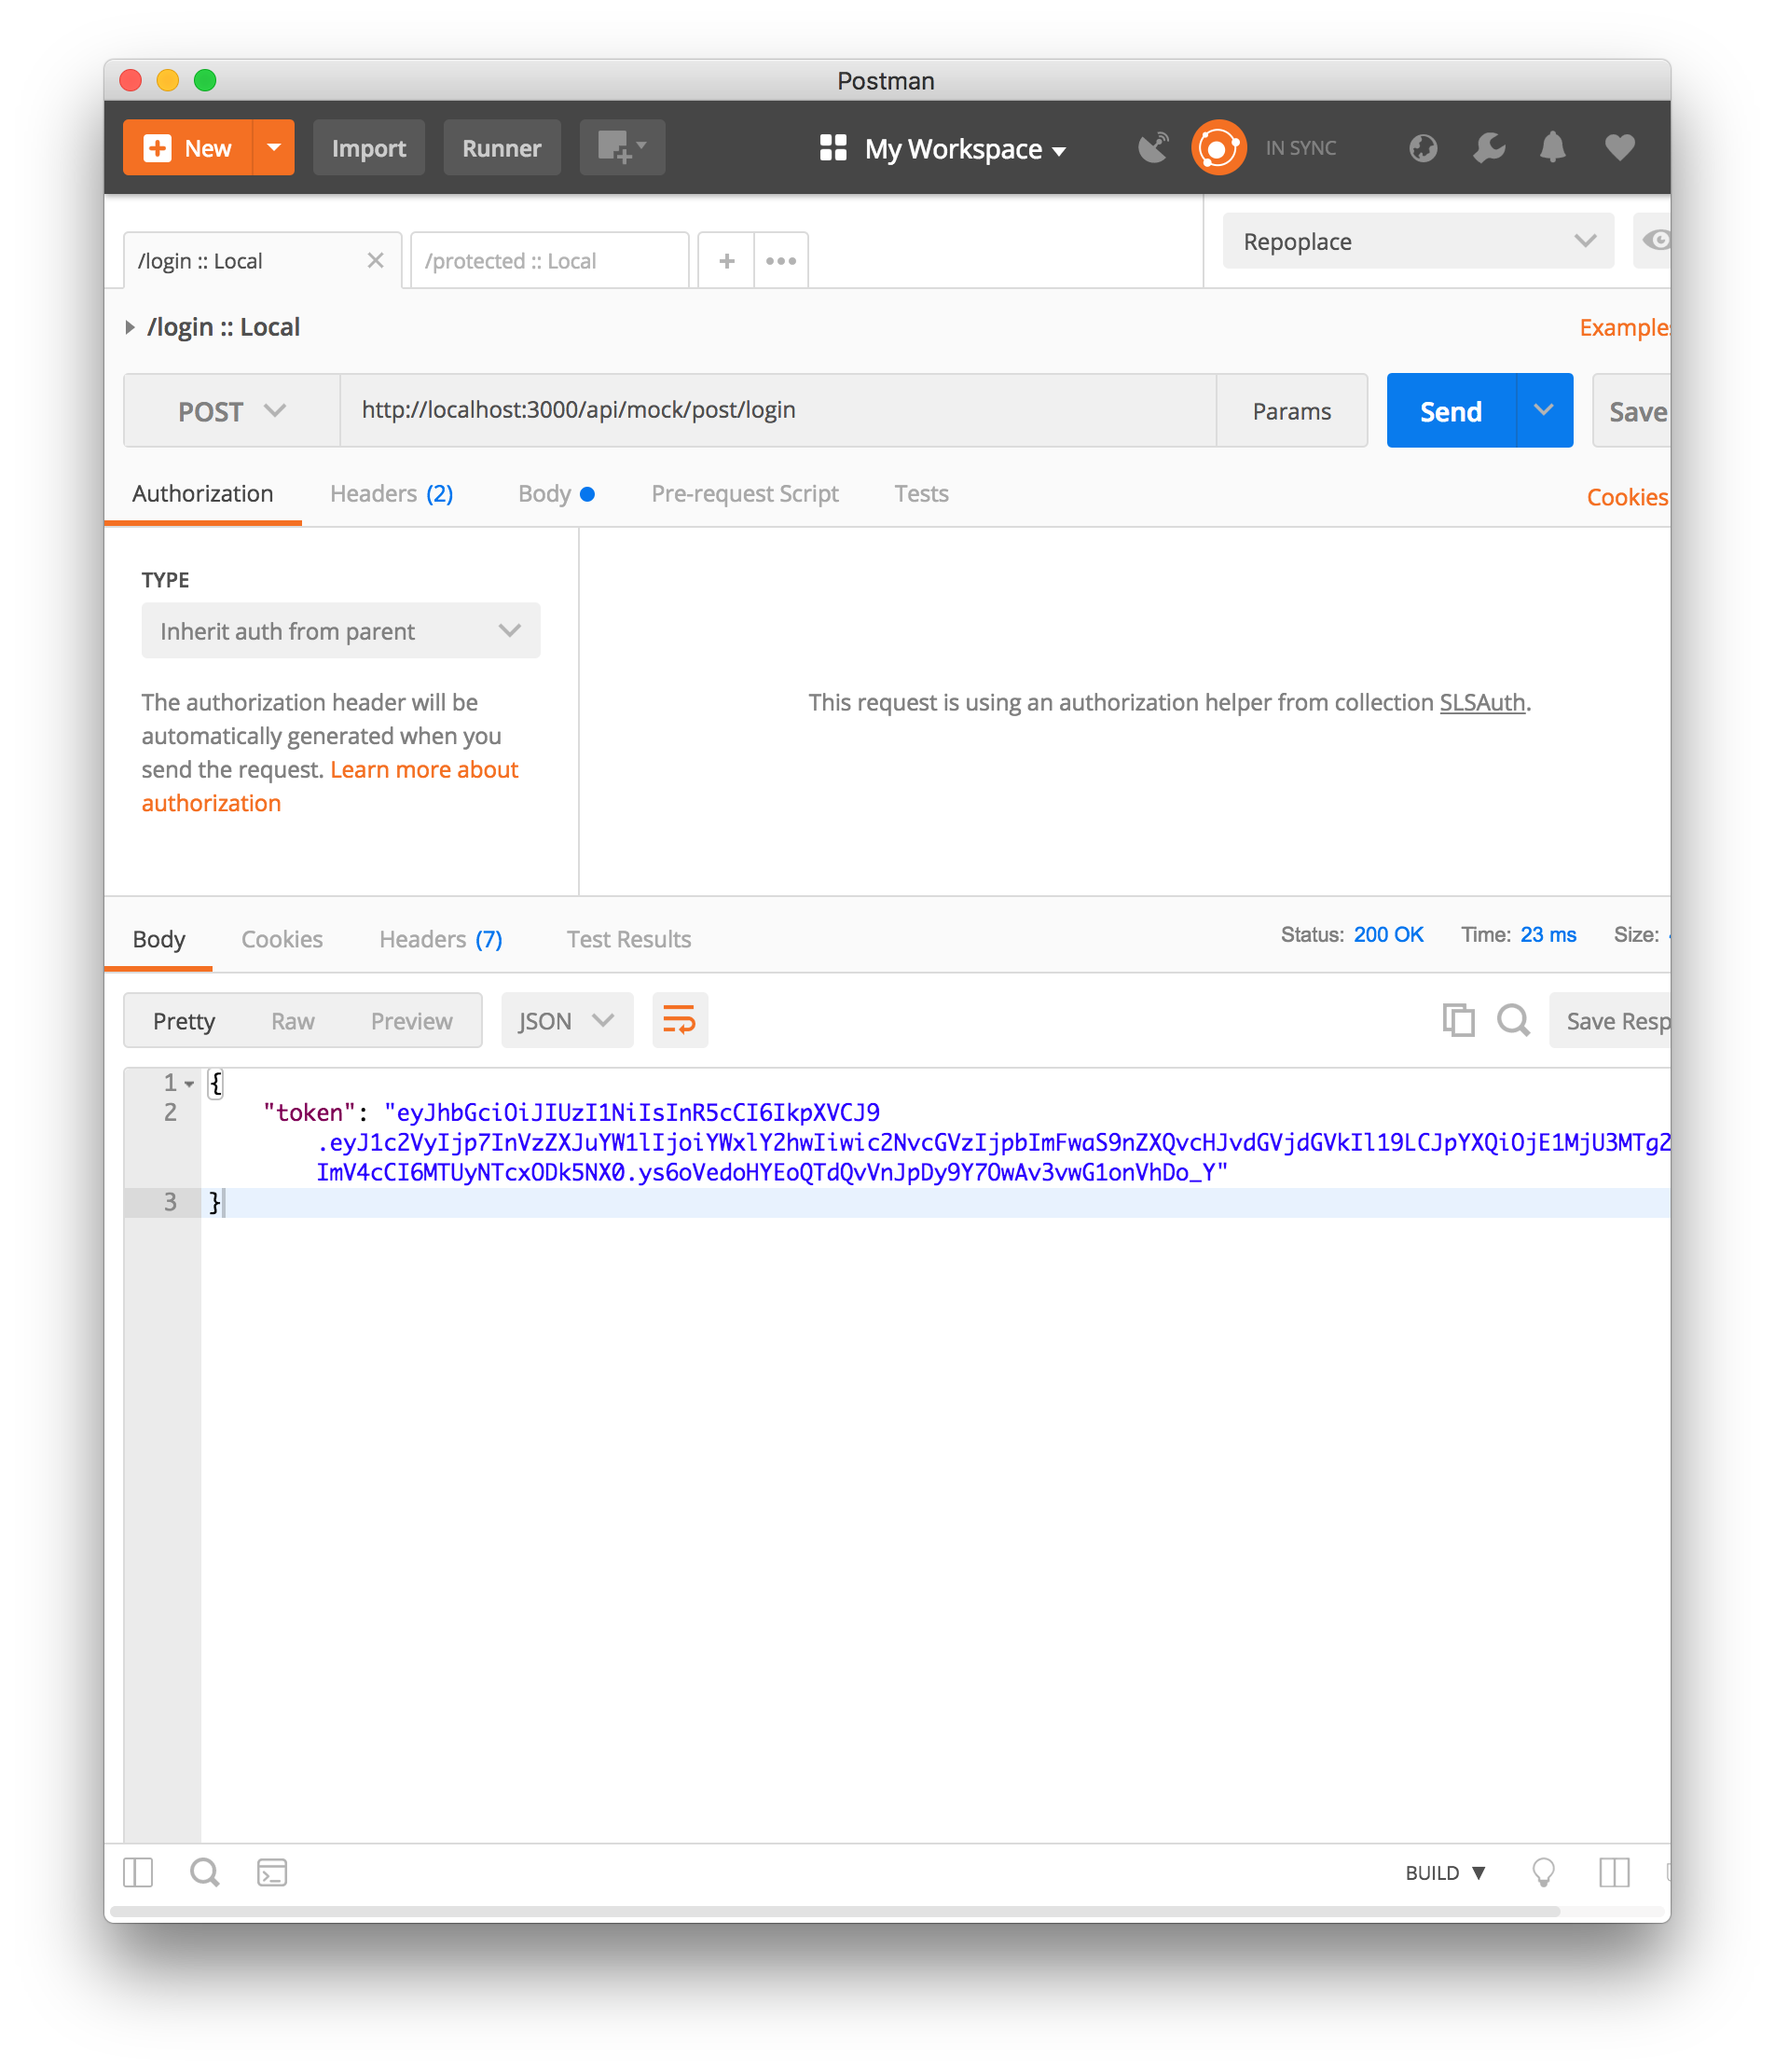 Postman
New
Import
Runner
My Workspace
IN SYNC
/login :: Local
/protected :: Local
Repoplace
/login :: Local
Examples
POST
http://localhost:3000/api/mock/post/login
Params
Send
Save
Authorization
Headers (2)
Body
Pre-request Script
Tests
Cookies
TYPE
Inherit auth from parent
The authorization header will be
automatically generated when you
send the request. Learn more about
authorization
This request is using an authorization helper from collection SLSAuth.
Body
Cookies
Headers (7)
Test Results
Status: 200 OK
Time: 23 ms
Size:
Pretty
Raw
Preview
JSON
Save Resp
1 {
2 "token": "eyJhbGciOiJIUzI1NiIsInR5cCI6IkpXVCJ9
.eyJ1c2VyIjp7InVzZXJuYW1lIjoiYWxlY2hwIiwic2NvcGVzIjpbImFwaS9nZXQvcHJvdGVjdGVkIl19LCJpYXQiOjE1MjU3MTg2
ImV4cCI6MTUyNTcxODk5NX0.ys6oVedoHYEoQTdQvVnJpDy9Y7OwAv3vwG1onVhDo_Y"
3 }
BUILD